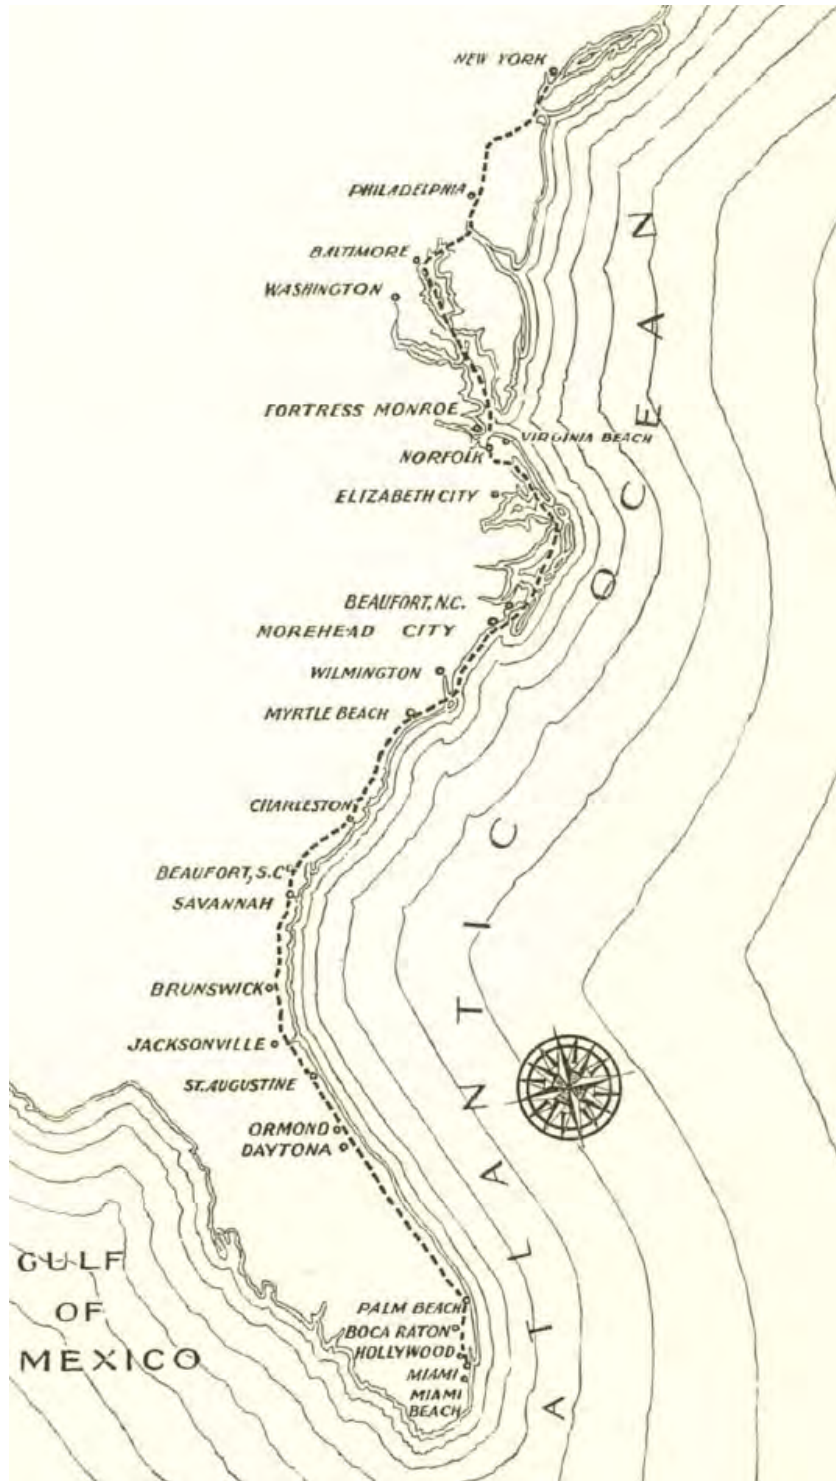 NEW YORK
PHILADELPHIA
BALTIMORE
WASHINGTON
FORTRESS MONROE
VIRGINIA BEACH
NORFOLK
ELIZABETH CITY
BEAUFORT, N.C.
MOREHEAD CITY
WILMINGTON
MYRTLE BEACH
CHARLESTON
BEAUFORT, S.C
SAVANNAH
BRUNSWICK
JACKSONVILLE
ST. AUGUSTINE
ORMOND
DAYTONA
PALM BEACH
BOCA RATON
HOLLYWOOD
MIAMI
MIAMI
BEACH
GULF
OF
MEXICO
ATLANTIC OCEAN